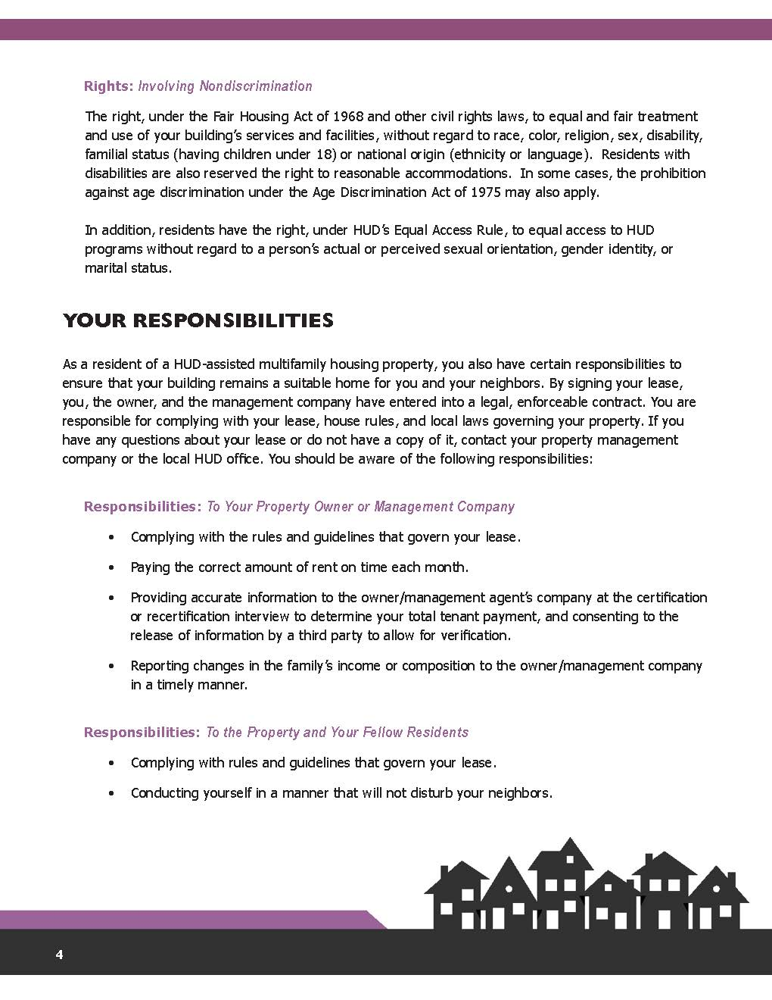 Rights: Involving Nondiscrimination
The right, under the Fair Housing Act of 1968 and other civil rights laws, to equal and fair treatment
and use of your building's services and facilities, without regard to race, color, religion, sex, disability,
familial status (having children under 18) or national origin (ethnicity or language).  Residents with
disabilities are also reserved the right to reasonable accommodations.  In some cases, the prohibition
against age discrimination under the Age Discrimination Act of 1975 may also apply.
In addition, residents have the right, under HUD's Equal Access Rule, to equal access to HUD
programs without regard to a person's actual or perceived sexual orientation, gender identity, or
marital status.
YOUR RESPONSIBILITIES
As a resident of a HUD-assisted multifamily housing property, you also have certain responsibilities to
ensure that your building remains a suitable home for you and your neighbors. By signing your lease,
you, the owner, and the management company have entered into a legal, enforceable contract. You are
responsible for complying with your lease, house rules, and local laws governing your property. If you
have any questions about your lease or do not have a copy of it, contact your property management
company or the local HUD office. You should be aware of the following responsibilities:
Responsibilities: To Your Property Owner or Management Company
• Complying with the rules and guidelines that govern your lease.
• Paying the correct amount of rent on time each month.
• Providing accurate information to the owner/management agent's company at the certification
or recertification interview to determine your total tenant payment, and consenting to the
release of information by a third party to allow for verification.
• Reporting changes in the family's income or composition to the owner/management company
in a timely manner.
Responsibilities: To the Property and Your Fellow Residents
• Complying with rules and guidelines that govern your lease.
• Conducting yourself in a manner that will not disturb your neighbors.
4